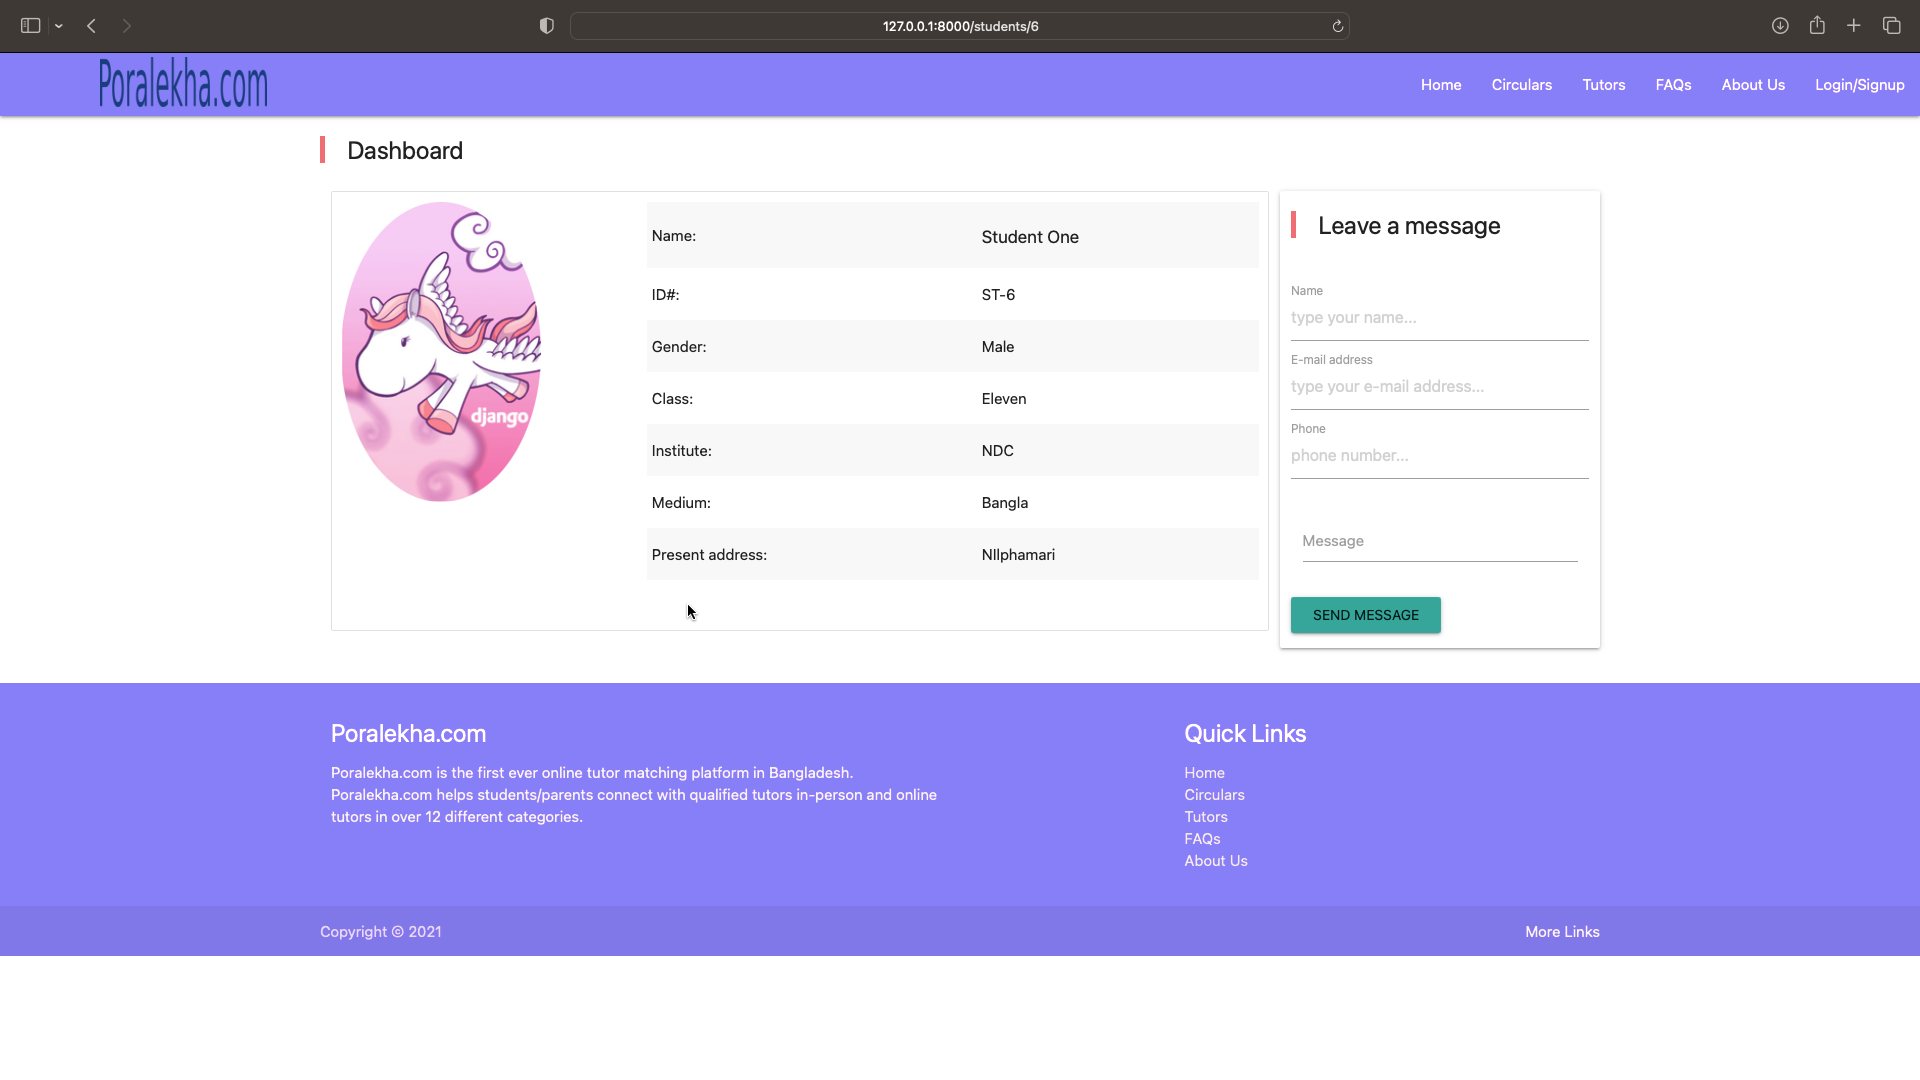 127.0.0.1:8000/students/6
Poralekha.com
Home Circulars Tutors FAQs About Us Login/Signup
Dashboard
django
Name: Student One
ID#: ST-6
Gender: Male
Class: Eleven
Institute: NDC
Medium: Bangla
Present address: NIlphamari
Leave a message
Name
type your name...
E-mail address
type your e-mail address...
Phone
phone number...
Message
SEND MESSAGE
Poralekha.com
Poralekha.com is the first ever online tutor matching platform in Bangladesh.
Poralekha.com helps students/parents connect with qualified tutors in-person and online
tutors in over 12 different categories.
Quick Links
Home
Circulars
Tutors
FAQs
About Us
Copyright © 2021
More Links